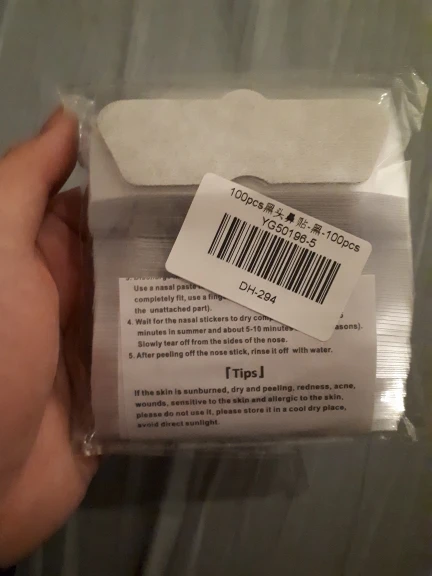 100pcs黑头鼻贴-黑-100pcs
YG50196-5
DH-294
Use a nasal paste
completely fit, use a
the unattached part).
4. Wait for the nasal stickers to dry
minutes in summer and about 5-10 minutes
Slowly tear off from the sides of the nose.
5. After peeling off the nose stick, rinse it off with water.
「Tips」
If the skin is sunburned, dry and peeling, redness, acne,
wounds, sensitive to the skin and allergic to the skin,
please do not use it, please store it in a cool dry place,
avoid direct sunlight.